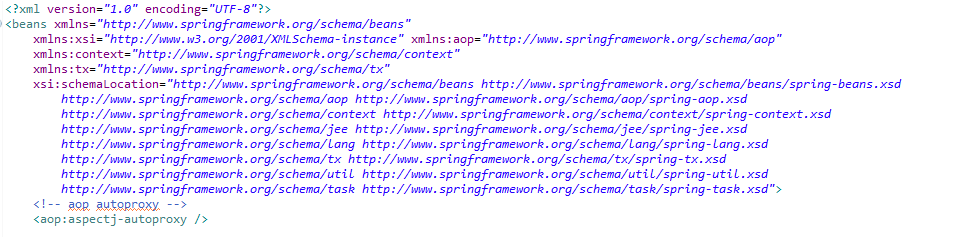 <?xml version="1.0" encoding="UTF-8"?>
<beans xmlns="http://www.springframework.org/schema/beans"
xmlns:xsi="http://www.w3.org/2001/XMLSchema-instance" xmlns:aop="http://www.springframework.org/schema/aop"
xmlns:context="http://www.springframework.org/schema/context"
xmlns:tx="http://www.springframework.org/schema/tx"
xsi:schemaLocation="http://www.springframework.org/schema/beans http://www.springframework.org/schema/beans/spring-beans.xsd
http://www.springframework.org/schema/aop http://www.springframework.org/schema/aop/spring-aop.xsd
http://www.springframework.org/schema/context http://www.springframework.org/schema/context/spring-context.xsd
http://www.springframework.org/schema/jee http://www.springframework.org/schema/jee/spring-jee.xsd
http://www.springframework.org/schema/lang http://www.springframework.org/schema/lang/spring-lang.xsd
http://www.springframework.org/schema/tx http://www.springframework.org/schema/tx/spring-tx.xsd
http://www.springframework.org/schema/util http://www.springframework.org/schema/util/spring-util.xsd
http://www.springframework.org/schema/task http://www.springframework.org/schema/task/spring-task.xsd">
<!-- aop autoproxy -->
<aop:aspectj-autoproxy />